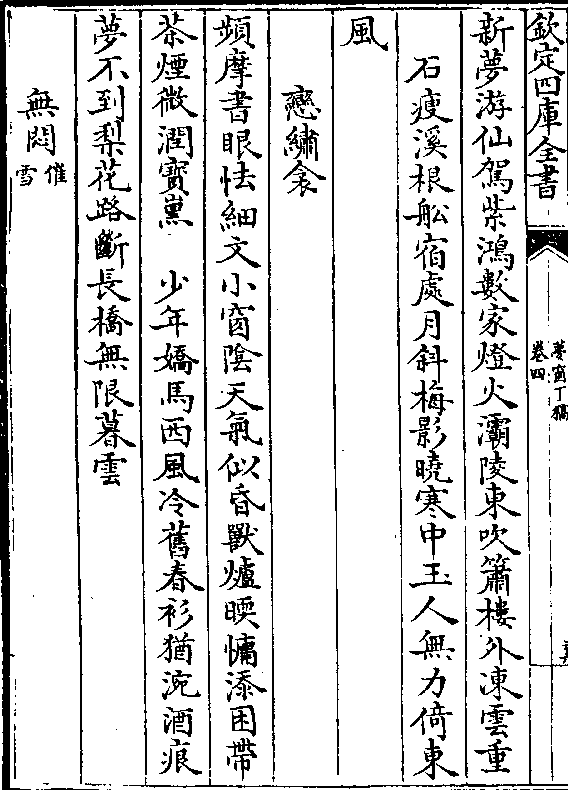 欽定四庫全書
夢窗丁稿
卷四
新夢游仙駕紫鴻數家燈火灞陵東吹簫樓外凍雲重
石瘦溪根舩宿處月斜梅影曉寒中玉人無力倚東
風
戀繡衾
頻摩書眼怯細文小窗陰天氣似昏獸爐暖慵添困帶
茶煙微潤寶薰　少年嬌馬西風冷舊春衫猶涴酒痕
夢不到梨花路斷長橋無限暮雲
無悶催雪